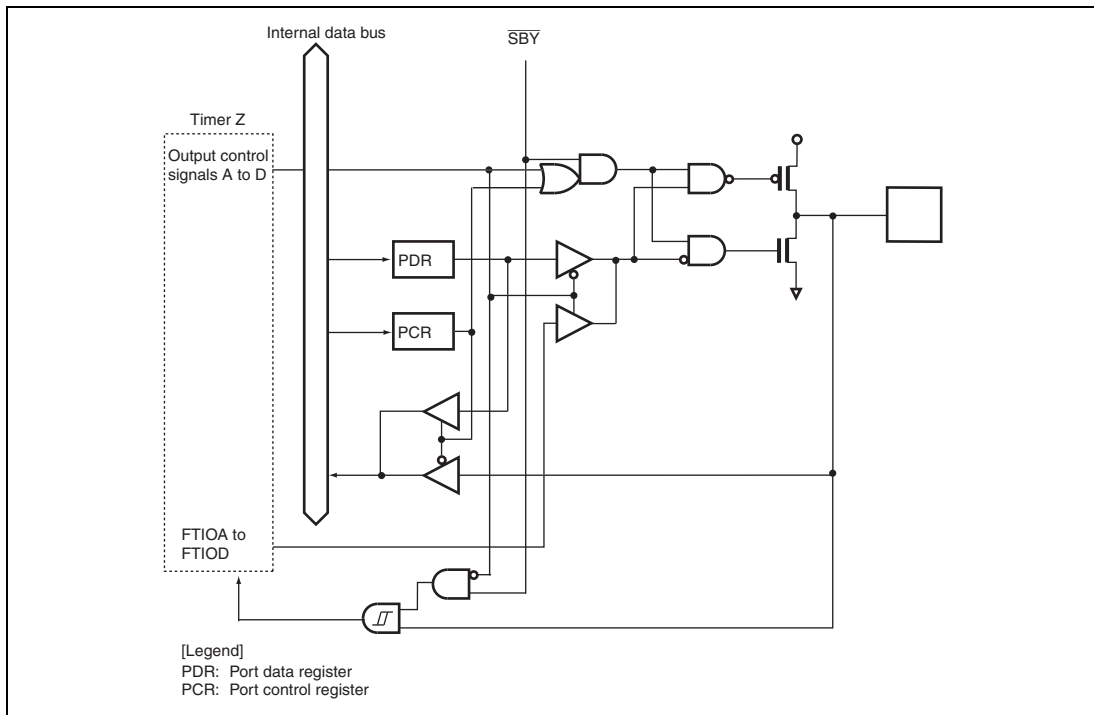 Internal data bus
SBY
Timer Z
Output control
signals A to D
PDR
PCR
FTIOA to
FTIOD
[Legend]
PDR: Port data register
PCR: Port control register